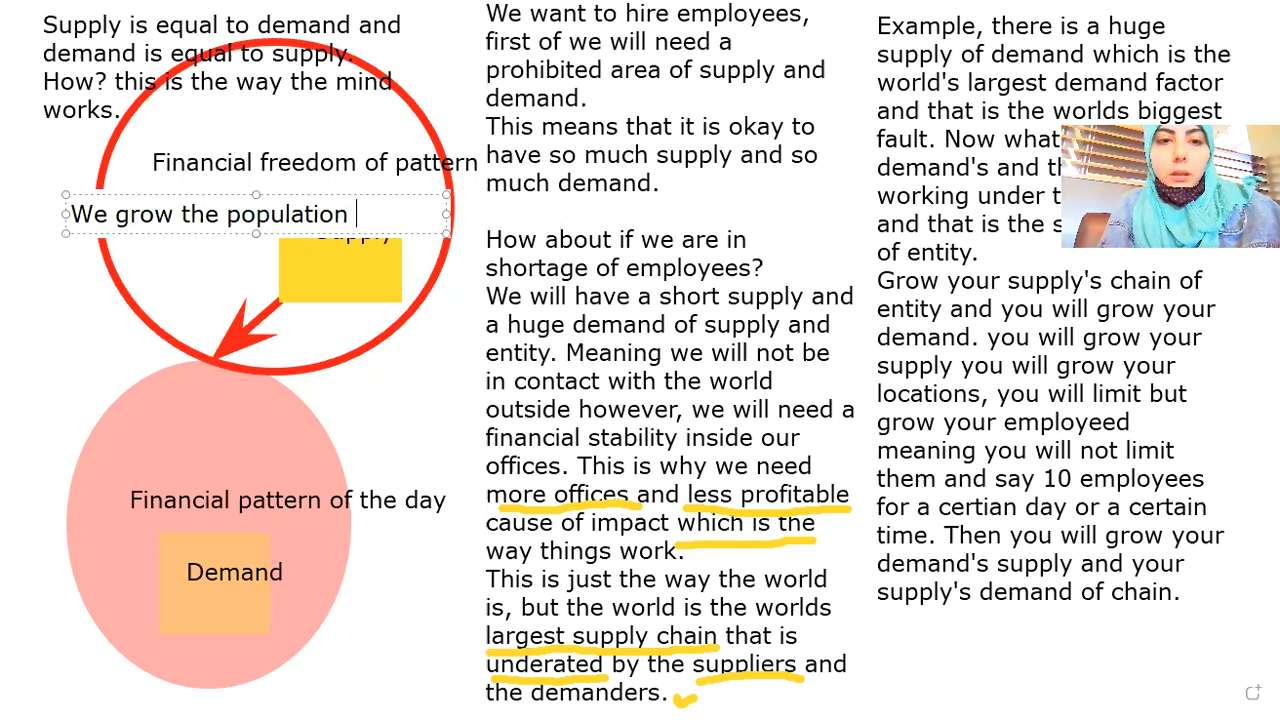 Supply is equal to demand and
demand is equal to supply.
How? this is the way the mind
works.
Financial freedom of pattern
We grow the population
Supply
Financial pattern of the day
Demand
We want to hire employees,
first of we will need a
prohibited area of supply and
demand.
This means that it is okay to
have so much supply and so
much demand.
How about if we are in
shortage of employees?
We will have a short supply and
a huge demand of supply and
entity. Meaning we will not be
in contact with the world
outside however, we will need a
financial stability inside our
offices. This is why we need
more offices and less profitable
cause of impact which is the
way things work.
This is just the way the world
is, but the world is the worlds
largest supply chain that is
underated by the suppliers and
the demanders.
Example, there is a huge
supply of demand which is the
world's largest demand factor
and that is the worlds biggest
fault. Now what
demand's and th
working under t
and that is the s
of entity.
Grow your supply's chain of
entity and you will grow your
demand. you will grow your
supply you will grow your
locations, you will limit but
grow your employeed
meaning you will not limit
them and say 10 employees
for a certian day or a certain
time. Then you will grow your
demand's supply and your
supply's demand of chain.